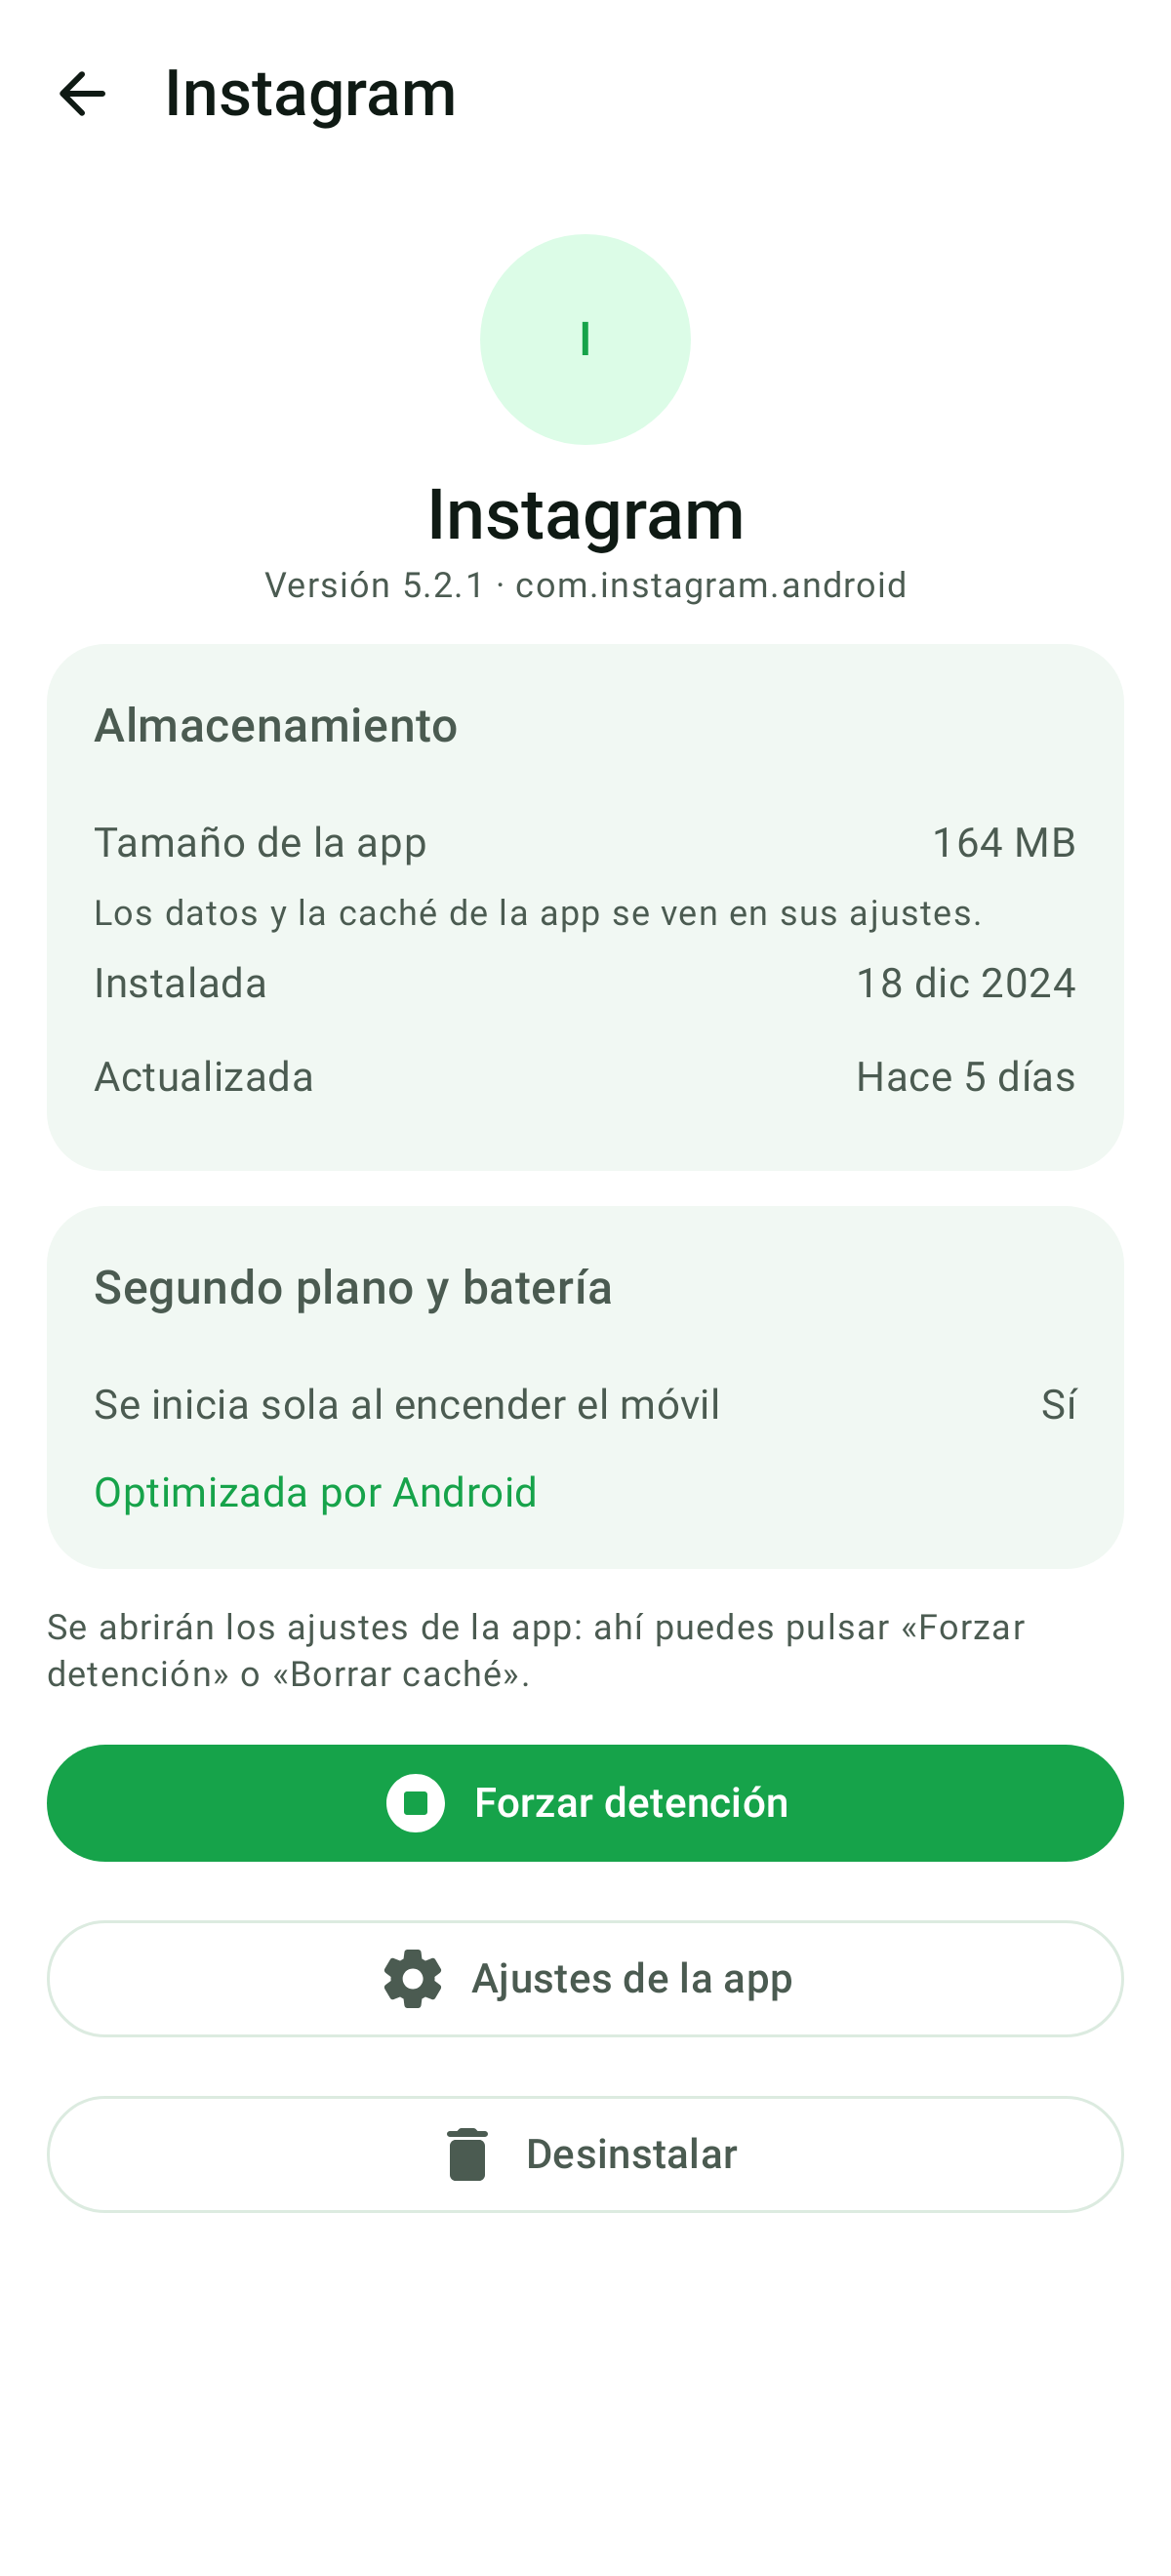 Instagram
I
Instagram
Versión 5.2.1 · com.instagram.android
Almacenamiento
Tamaño de la app 164 MB
Los datos y la caché de la app se ven en sus ajustes.
Instalada 18 dic 2024
Actualizada Hace 5 días
Segundo plano y batería
Se inicia sola al encender el móvil Sí
Optimizada por Android
Se abrirán los ajustes de la app: ahí puedes pulsar «Forzar
detención» o «Borrar caché».
Forzar detención
Ajustes de la app
Desinstalar